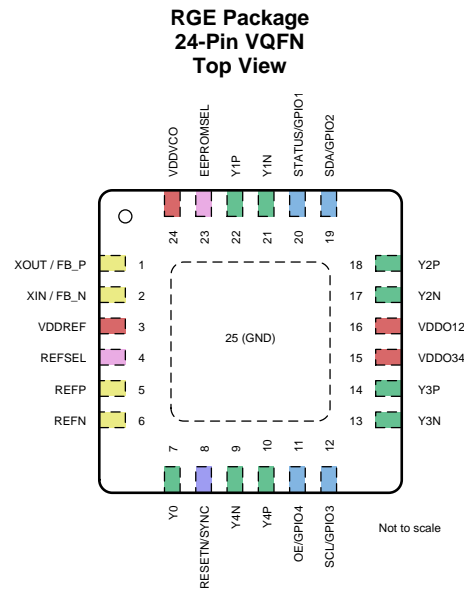 RGE Package
24-Pin VQFN
Top View
VDDVCO
EEPROMSEL
Y1P
Y1N
STATUS/GPIO1
SDA/GPIO2
24
23
22
21
20
19
XOUT / FB_P 1
XIN / FB_N 2
VDDREF 3
REFSEL 4
REFP 5
REFN 6
25 (GND)
18 Y2P
17 Y2N
16 VDDO12
15 VDDO34
14 Y3P
13 Y3N
7
8
9
10
11
12
Y0
RESETN/SYNC
Y4N
Y4P
OE/GPIO4
SCL/GPIO3
Not to scale